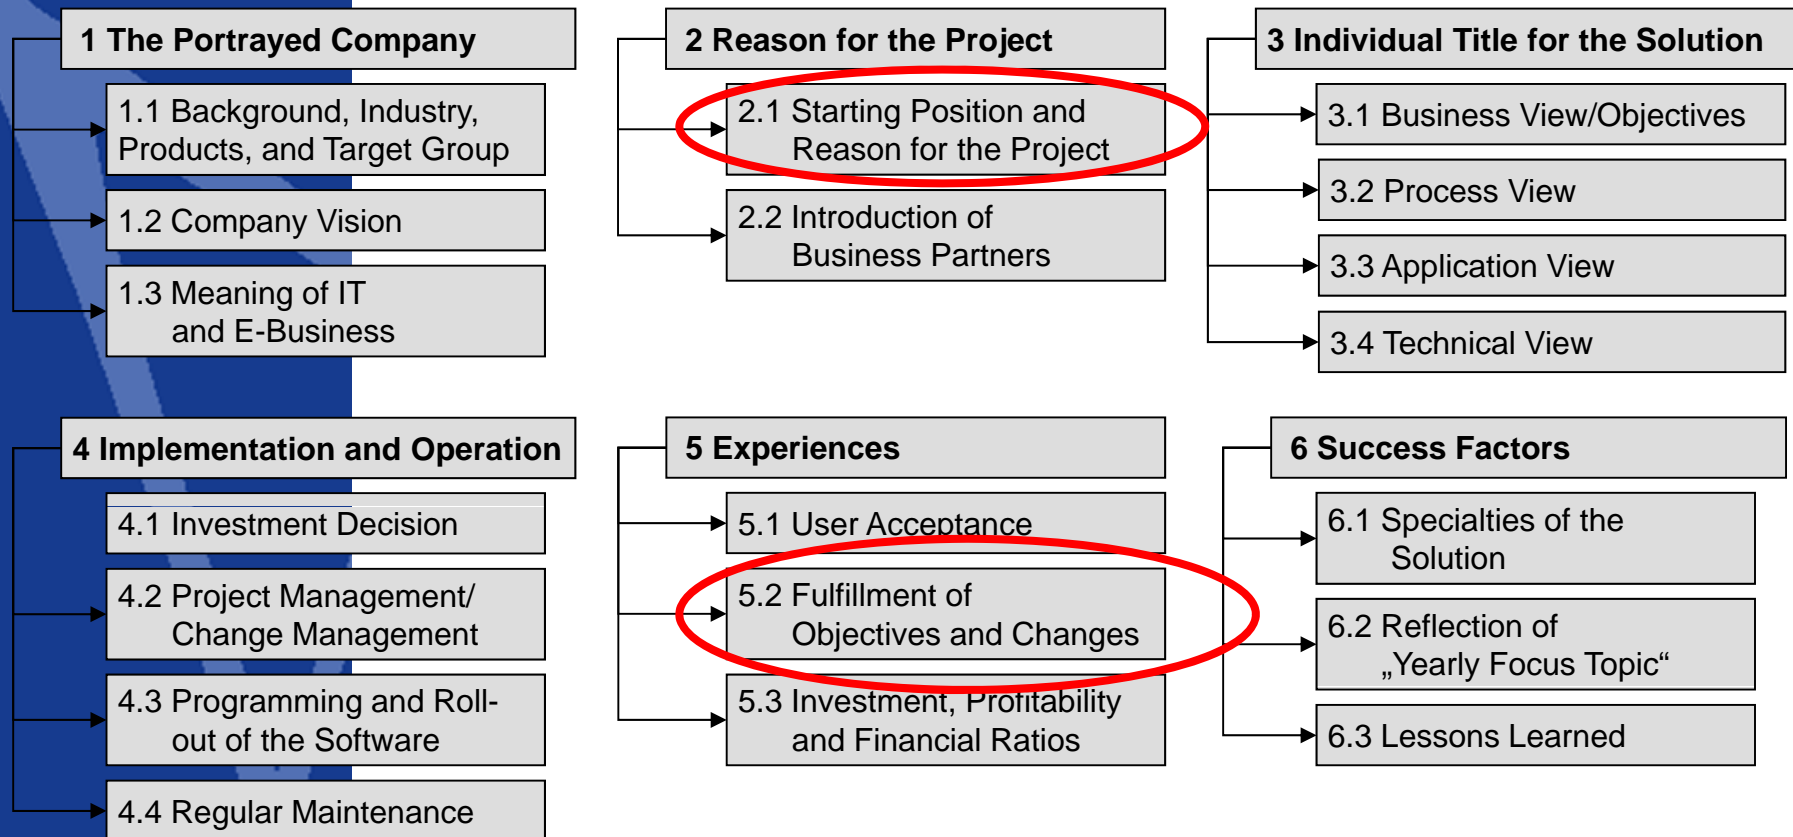 1 The Portrayed Company
1.1 Background, Industry,
Products, and Target Group
1.2 Company Vision
1.3 Meaning of IT
and E-Business
2 Reason for the Project
2.1 Starting Position and
Reason for the Project
2.2 Introduction of
Business Partners
3 Individual Title for the Solution
3.1 Business View/Objectives
3.2 Process View
3.3 Application View
3.4 Technical View
4 Implementation and Operation
4.1 Investment Decision
4.2 Project Management/
Change Management
4.3 Programming and Roll-
out of the Software
4.4 Regular Maintenance
5 Experiences
5.1 User Acceptance
5.2 Fulfillment of
Objectives and Changes
5.3 Investment, Profitability
and Financial Ratios
6 Success Factors
6.1 Specialties of the
Solution
6.2 Reflection of
„Yearly Focus Topic“
6.3 Lessons Learned